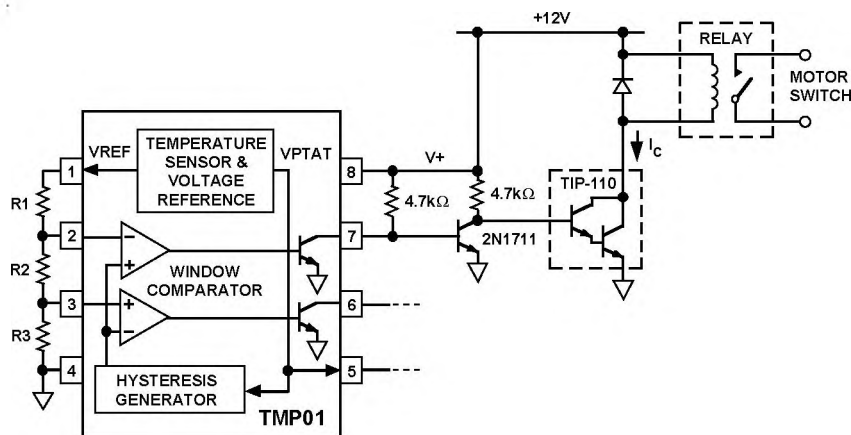 +12V
RELAY
MOTOR
SWITCH
TEMPERATURE
SENSOR &
VOLTAGE
REFERENCE
VREF
VPTAT
1
8
V+
I_C
R1
4.7kΩ
4.7kΩ
TIP-110
2
7
2N1711
R2
WINDOW
COMPARATOR
3
6
R3
4
5
HYSTERESIS
GENERATOR
TMP01
−
+
+
−